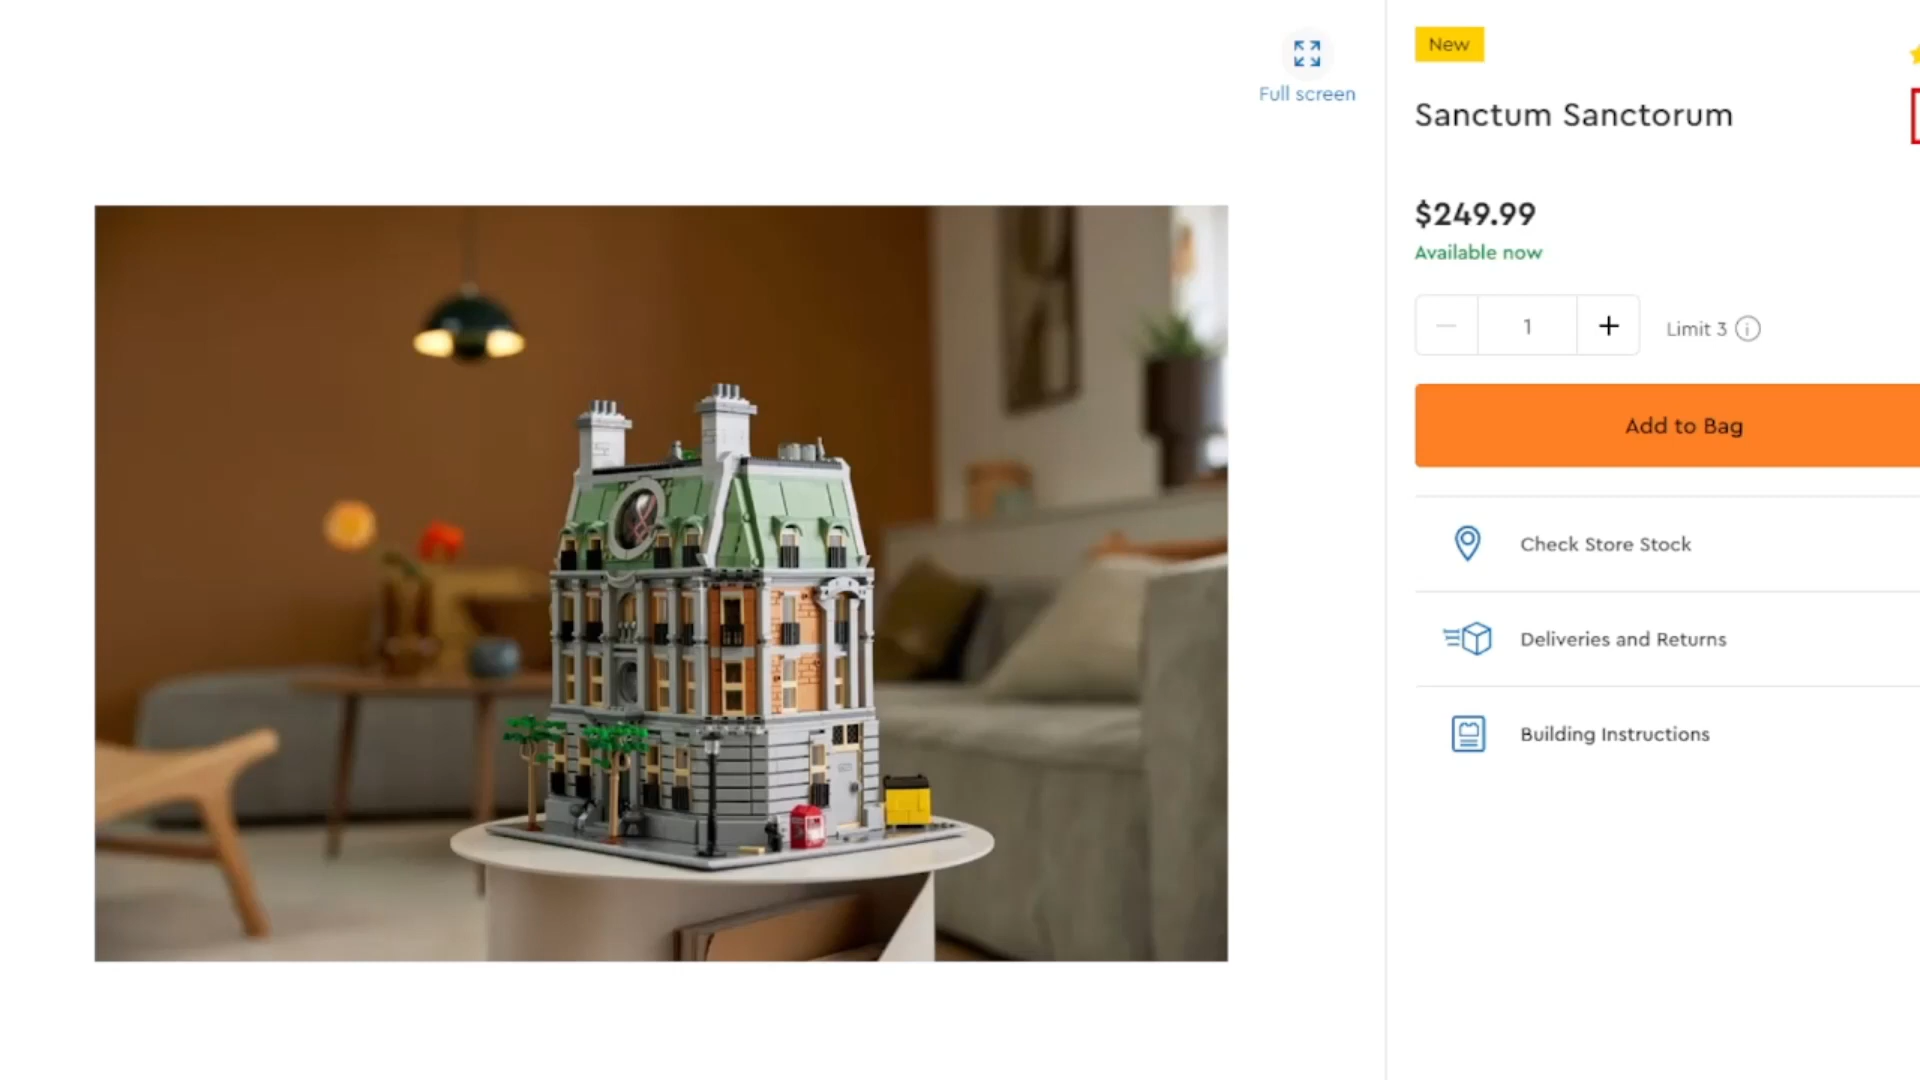 Full screen
New
Sanctum Sanctorum
$249.99
Available now
1
Limit 3
Add to Bag
Check Store Stock
Deliveries and Returns
Building Instructions